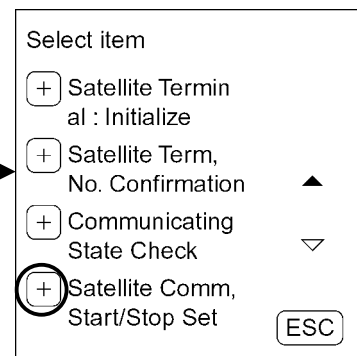 Select item
+ Satellite Termin
al : Initialize
+ Satellite Term,
No. Confirmation
+ Communicating
State Check
+ Satellite Comm,
Start/Stop Set
ESC